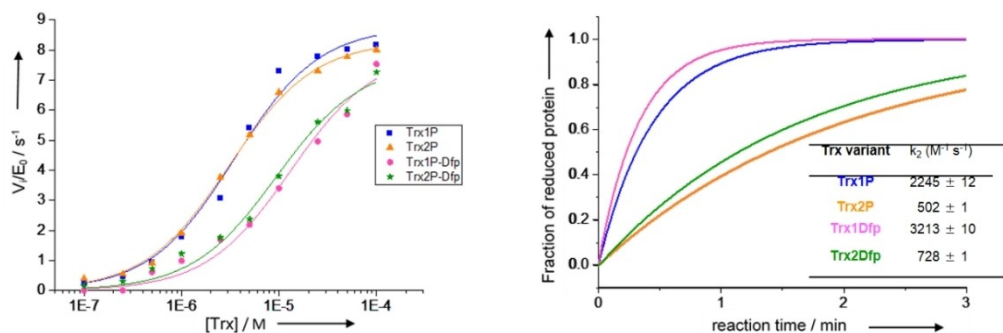 9
8
7
6
5
4
3
2
1
0
V_i/E_0 / s^-1
1E-7
1E-6
1E-5
1E-4
[Trx] / M
Trx1P
Trx2P
Trx1P-Dfp
Trx2P-Dfp
Fraction of reduced protein
1.0
0.8
0.6
0.4
0.2
0.0
0
1
2
3
reaction time / min
Trx variant k₂ (M⁻¹ s⁻¹)
Trx1P 2245 ± 12
Trx2P 502 ± 1
Trx1Dfp 3213 ± 10
Trx2Dfp 728 ± 1